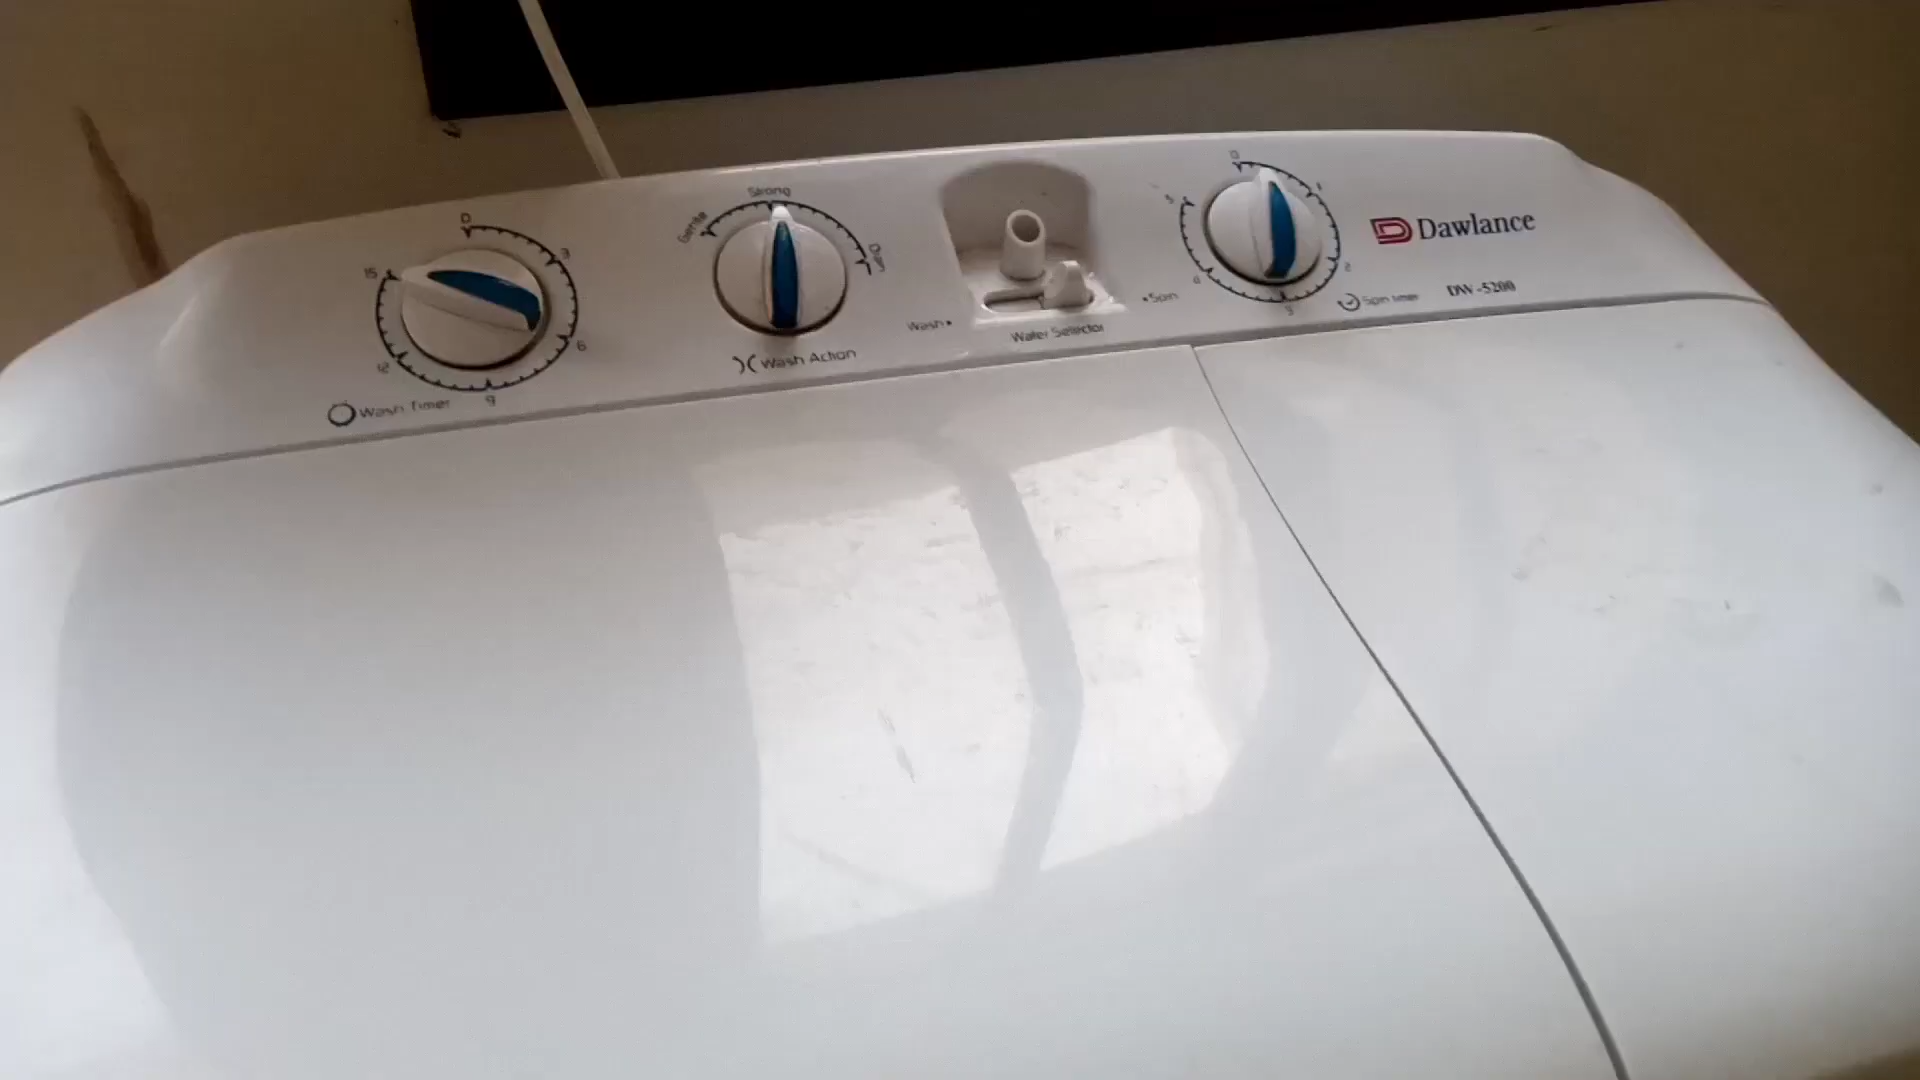 0
3
6
9
12
15
Wash Timer
Gentle
Strong
Drain
Wash Action
Wash
Spin
Water Selector
0
1
2
3
4
5
Spin timer
Dawlance
DW-5200